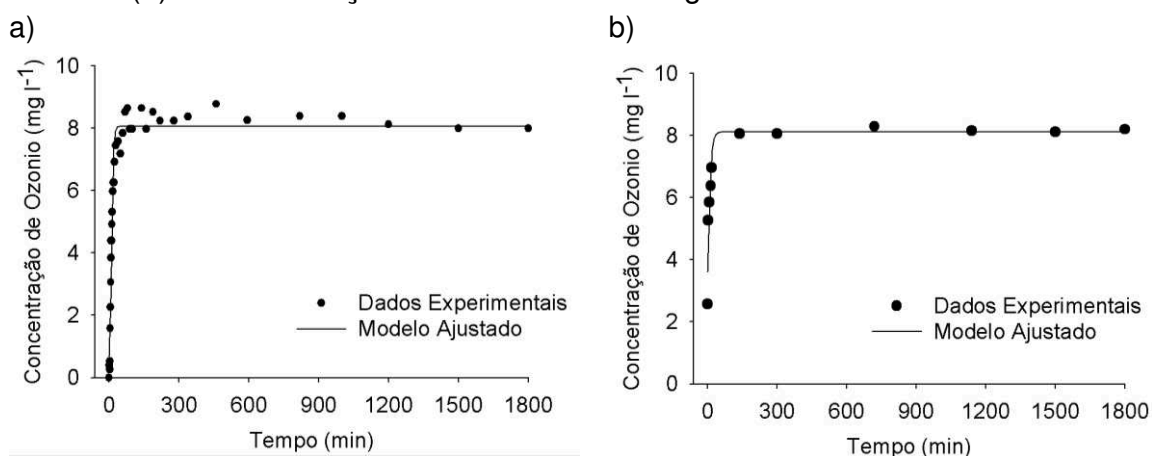 a)
b)
Concentração de Ozonio (mg l-1)
10
8
6
4
2
0
0 300 600 900 1200 1500 1800
Tempo (min)
Dados Experimentais
Modelo Ajustado
Concentração de Ozonio (mg l-1)
10
8
6
4
2
0
0 300 600 900 1200 1500 1800
Tempo (min)
Dados Experimentais
Modelo Ajustado